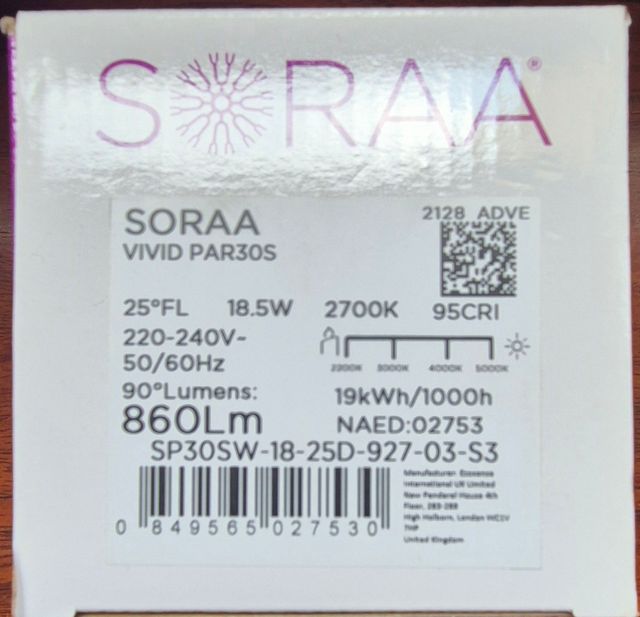 SORAA®
SORAA
VIVID PAR30S
2128 ADVE
25°FL 18.5W 2700K 95CRI
220-240V~
50/60Hz
2200K 3000K 4000K 5000K
90°Lumens:
860Lm
19kWh/1000h
NAED:02753
SP30SW-18-25D-927-03-S3
0 849565 027530
Manufacturer: Ecosense
International UK Limited
New Penderel House 4th
Floor, 283-288
High Holborn, London WC1V
7HP
United Kingdom